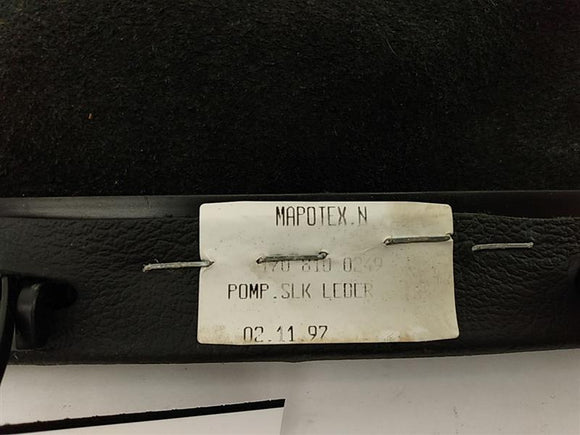 MAPOTEX.N
170 810 0249
POMP.SLK LEDER
02.11.97